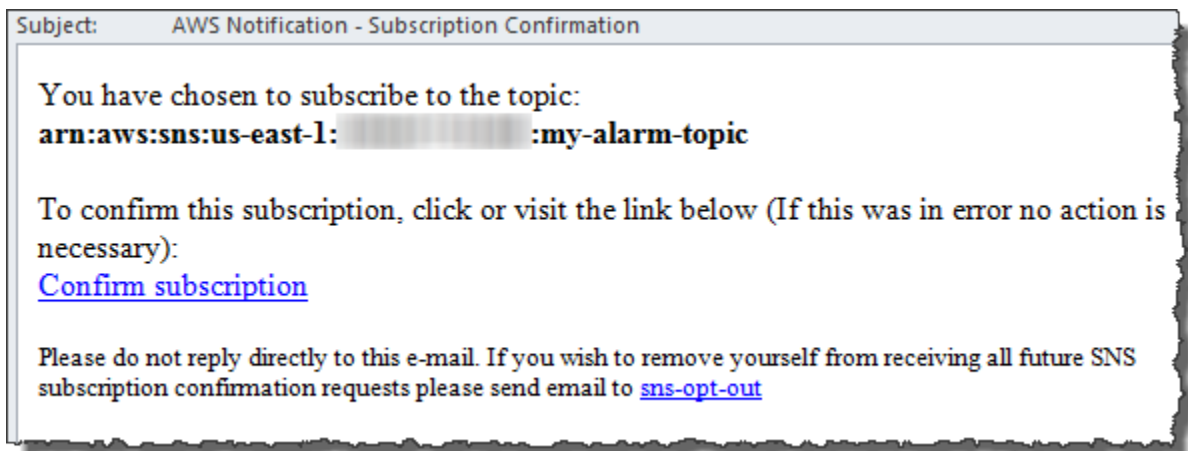 Subject: AWS Notification - Subscription Confirmation
You have chosen to subscribe to the topic:
arn:aws:sns:us-east-1: :my-alarm-topic
To confirm this subscription, click or visit the link below (If this was in error no action is
necessary):
Confirm subscription
Please do not reply directly to this e-mail. If you wish to remove yourself from receiving all future SNS
subscription confirmation requests please send email to sns-opt-out